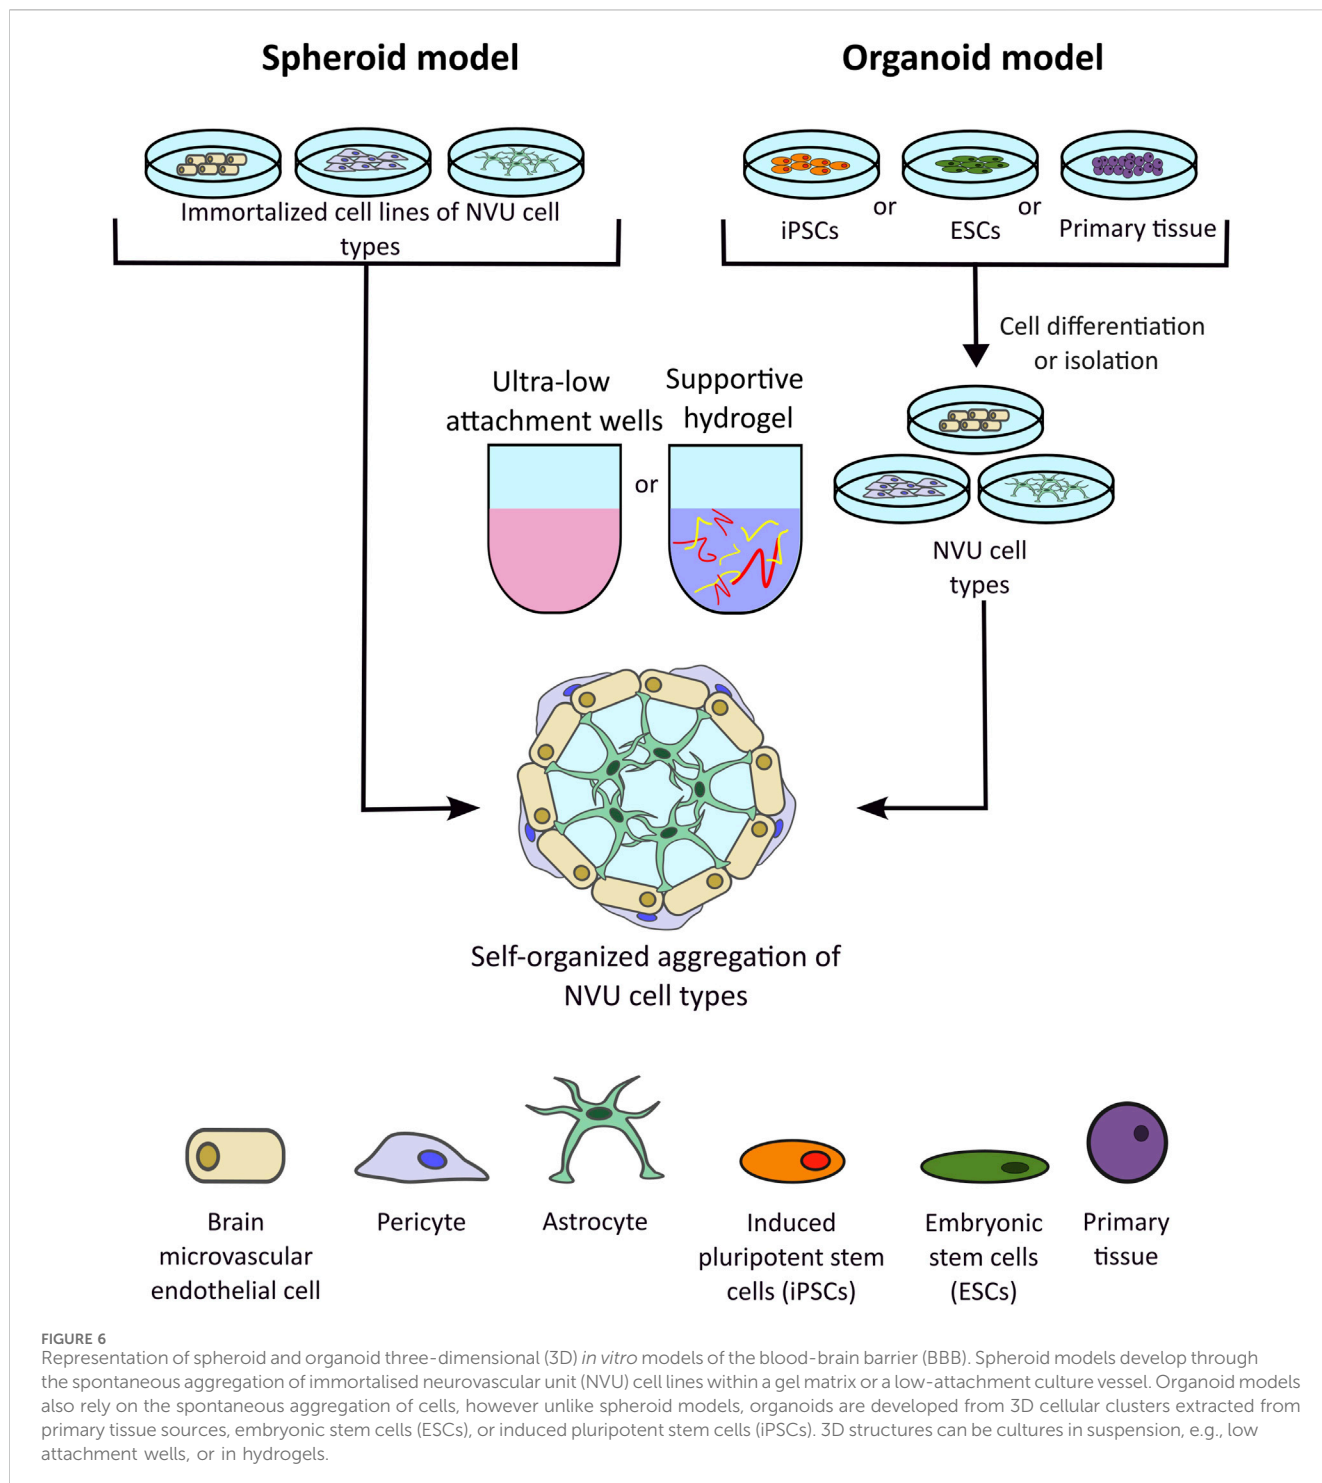 Spheroid model
Organoid model
Immortalized cell lines of NVU cell
types
iPSCs
or
ESCs
or
Primary tissue
Cell differentiation
or isolation
Ultra-low
attachment wells
or
Supportive
hydrogel
NVU cell
types
Self-organized aggregation of
NVU cell types
Brain
microvascular
endothelial cell
Pericyte
Astrocyte
Induced
pluripotent stem
cells (iPSCs)
Embryonic
stem cells
(ESCs)
Primary
tissue
FIGURE 6
Representation of spheroid and organoid three-dimensional (3D) in vitro models of the blood-brain barrier (BBB). Spheroid models develop through
the spontaneous aggregation of immortalised neurovascular unit (NVU) cell lines within a gel matrix or a low-attachment culture vessel. Organoid models
also rely on the spontaneous aggregation of cells, however unlike spheroid models, organoids are developed from 3D cellular clusters extracted from
primary tissue sources, embryonic stem cells (ESCs), or induced pluripotent stem cells (iPSCs). 3D structures can be cultures in suspension, e.g., low
attachment wells, or in hydrogels.